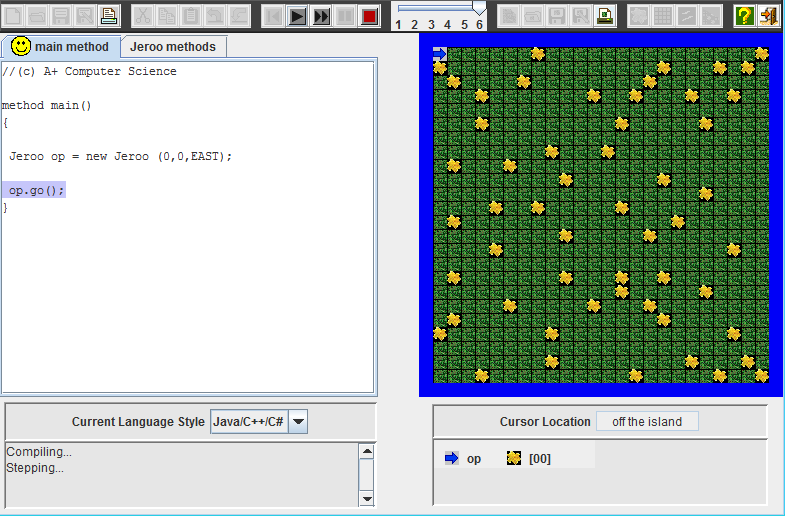 1 2 3 4 5 6
main method Jeroo methods
//(c) A+ Computer Science
method main()
{
Jeroo op = new Jeroo (0,0,EAST);
op.go();
}
Current Language Style Java/C++/C#
Compiling...
Stepping...
Cursor Location off the island
op [00]